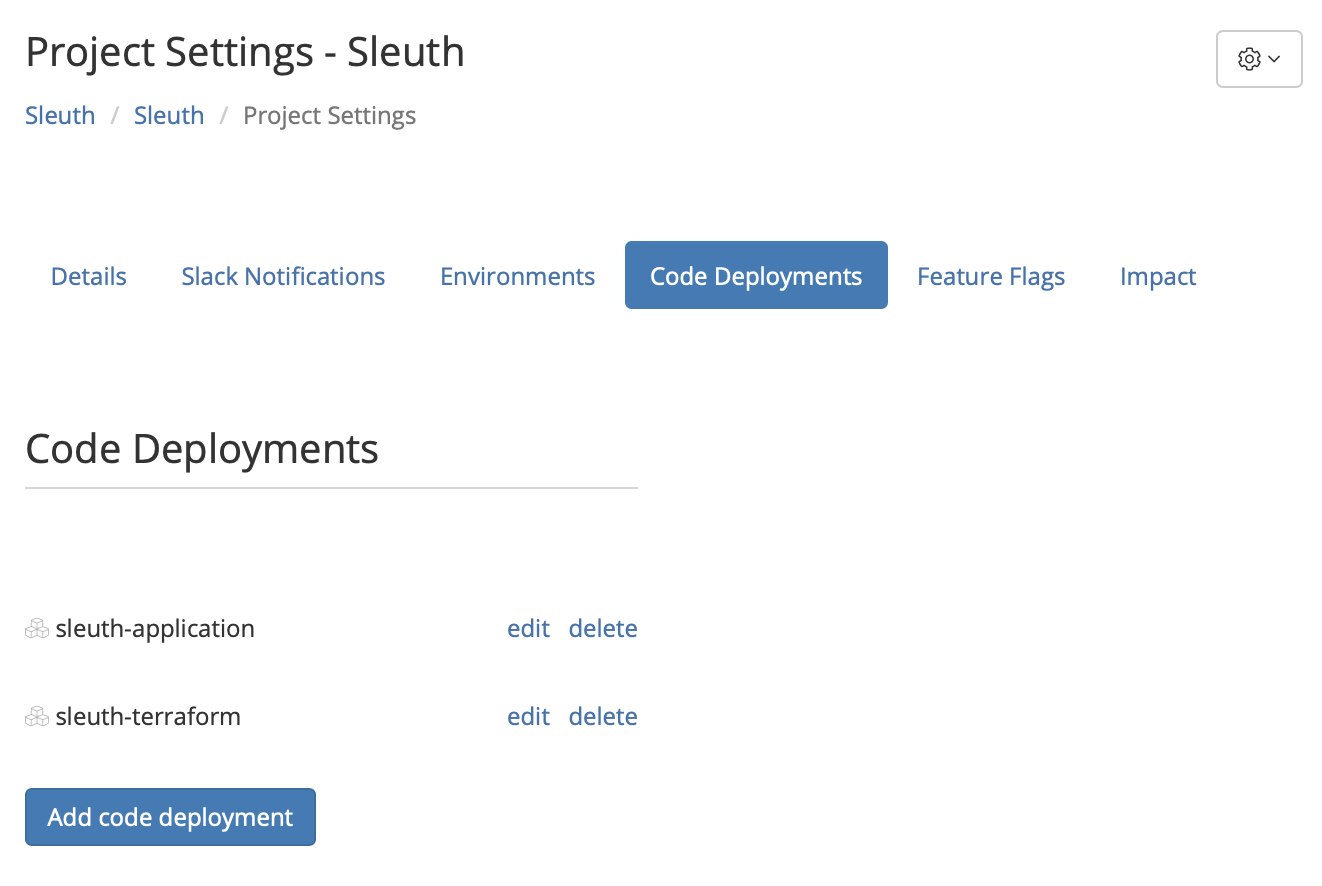 Project Settings - Sleuth
Sleuth / Sleuth / Project Settings
Details Slack Notifications Environments Code Deployments Feature Flags Impact
Code Deployments
sleuth-application edit delete
sleuth-terraform edit delete
Add code deployment